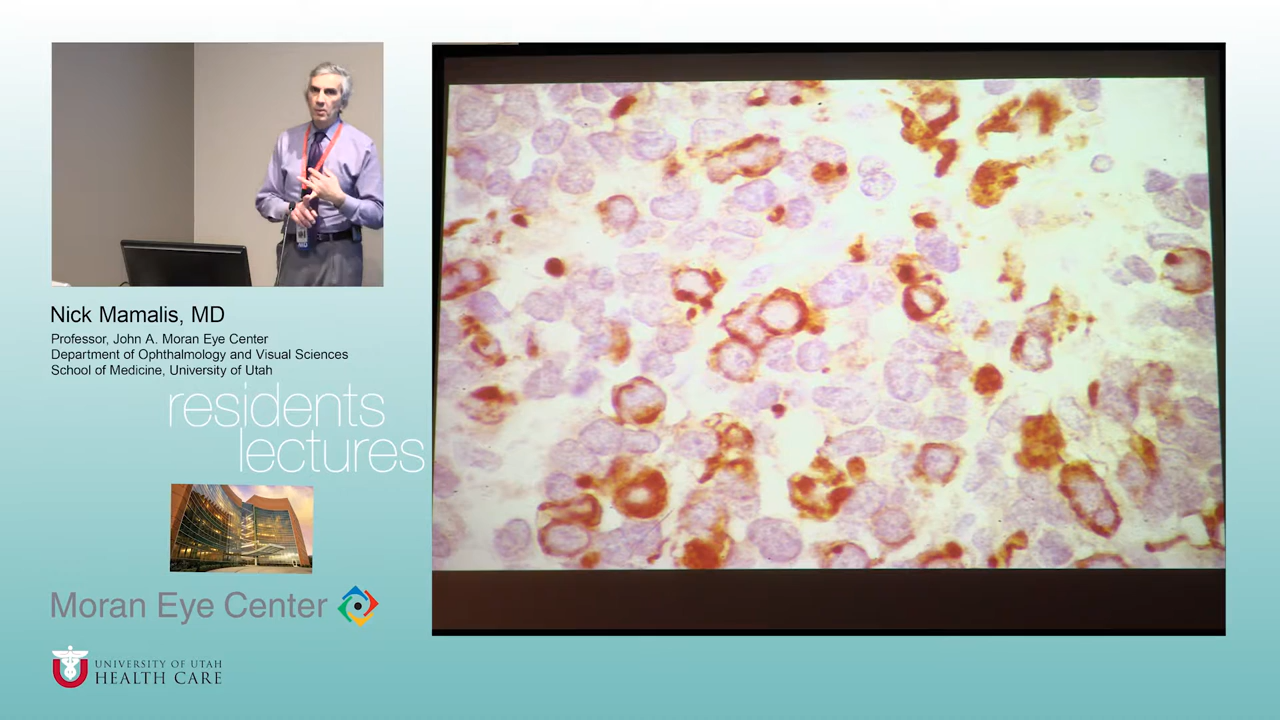 Nick Mamalis, MD
Professor, John A. Moran Eye Center
Department of Ophthalmology and Visual Sciences
School of Medicine, University of Utah
residents
lectures
Moran Eye Center
UNIVERSITY OF UTAH
HEALTH CARE